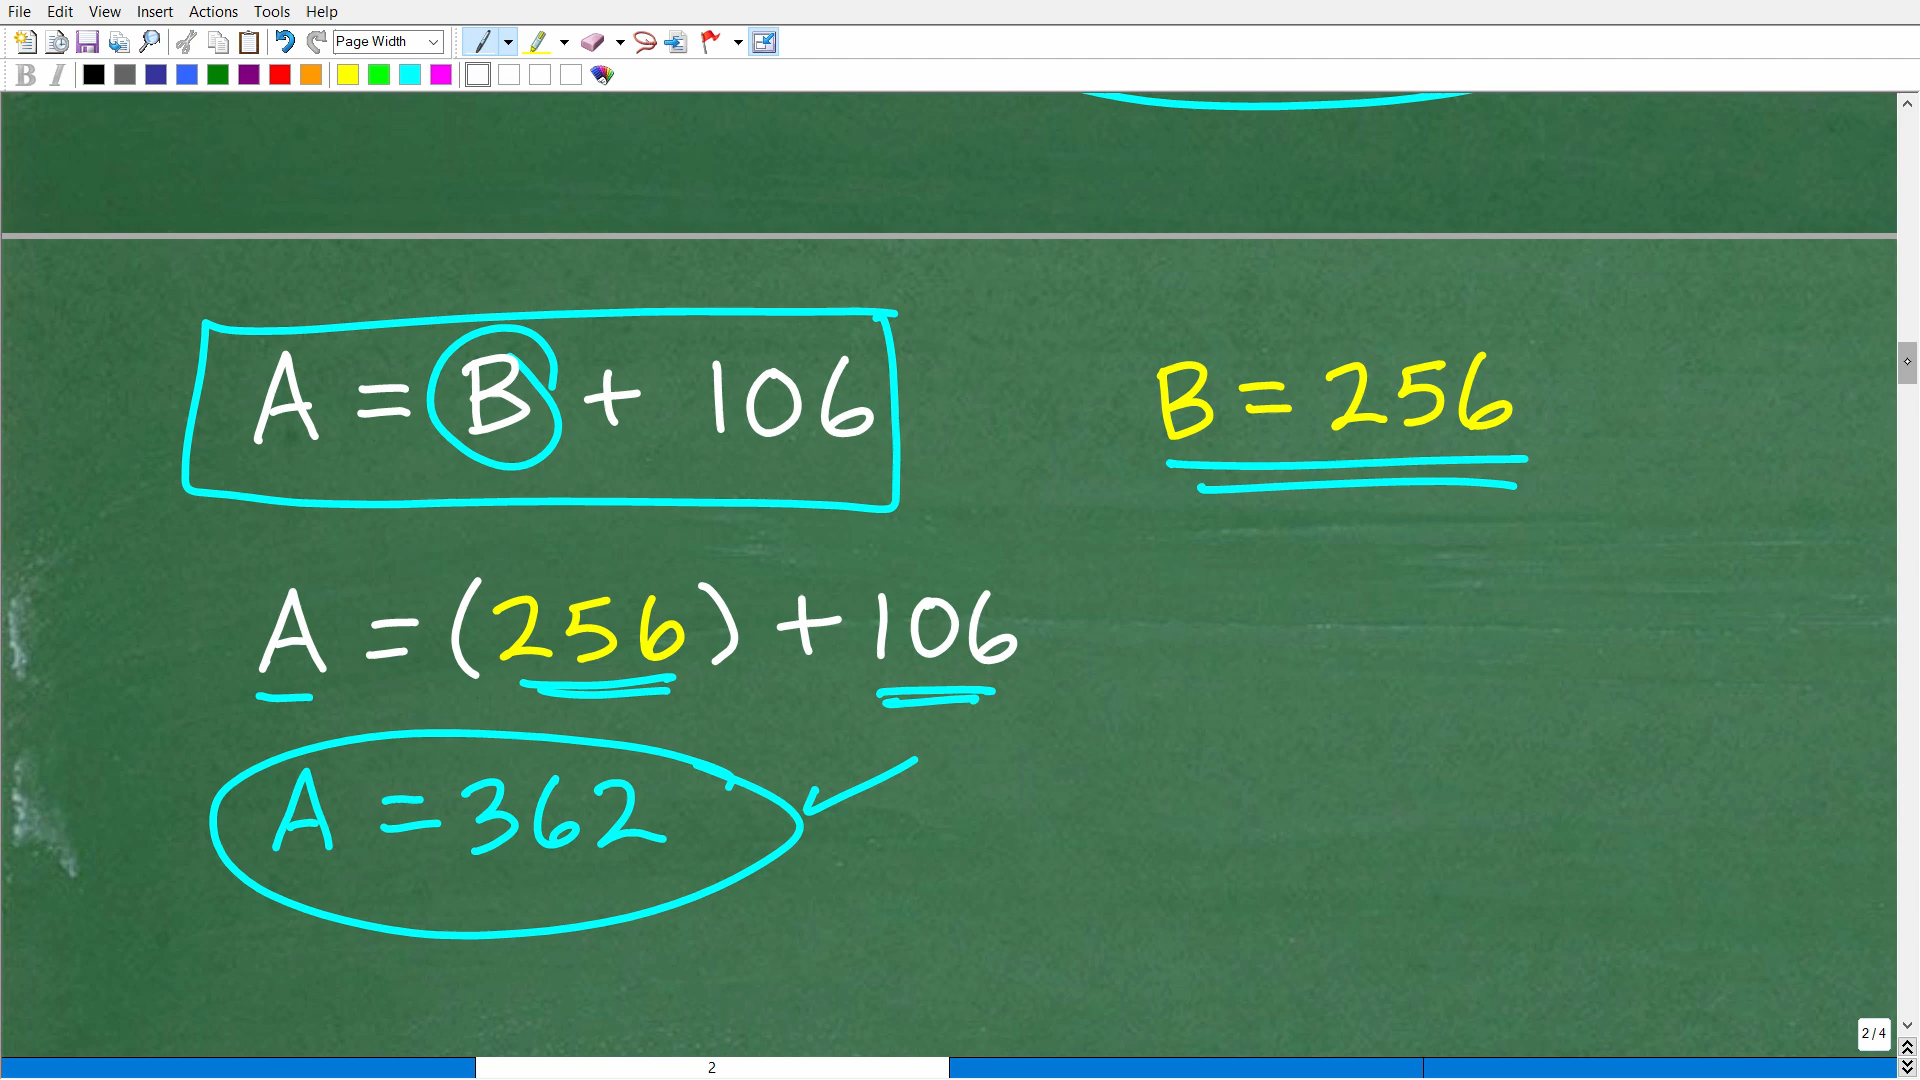 File Edit View Insert Actions Tools Help
Page Width
B I
A = B + 106
B = 256
A = (256) + 106
A = 362
2 / 4
2